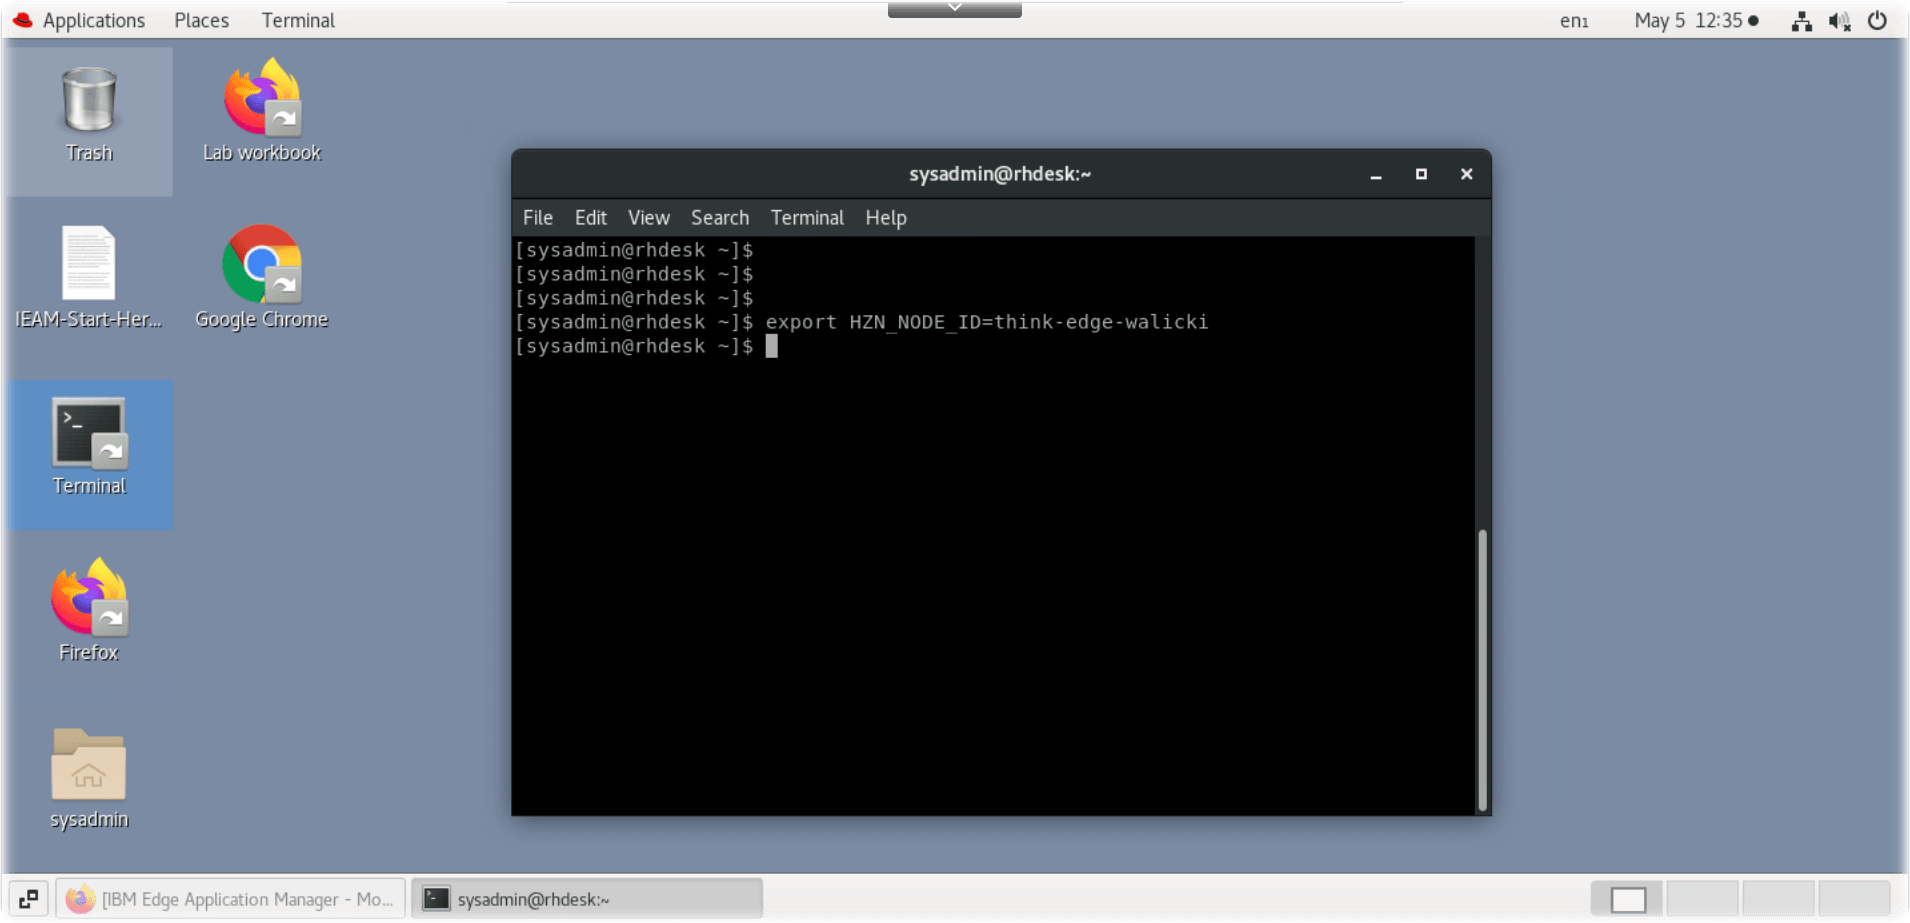 Applications Places Terminal
en1 May 5 12:35
Trash
Lab workbook
IEAM-Start-Her...
Google Chrome
Terminal
Firefox
sysadmin
sysadmin@rhdesk:~
File Edit View Search Terminal Help
[sysadmin@rhdesk ~]$
[sysadmin@rhdesk ~]$
[sysadmin@rhdesk ~]$
[sysadmin@rhdesk ~]$ export HZN_NODE_ID=think-edge-walicki
[sysadmin@rhdesk ~]$
[IBM Edge Application Manager - Mo...
sysadmin@rhdesk:~